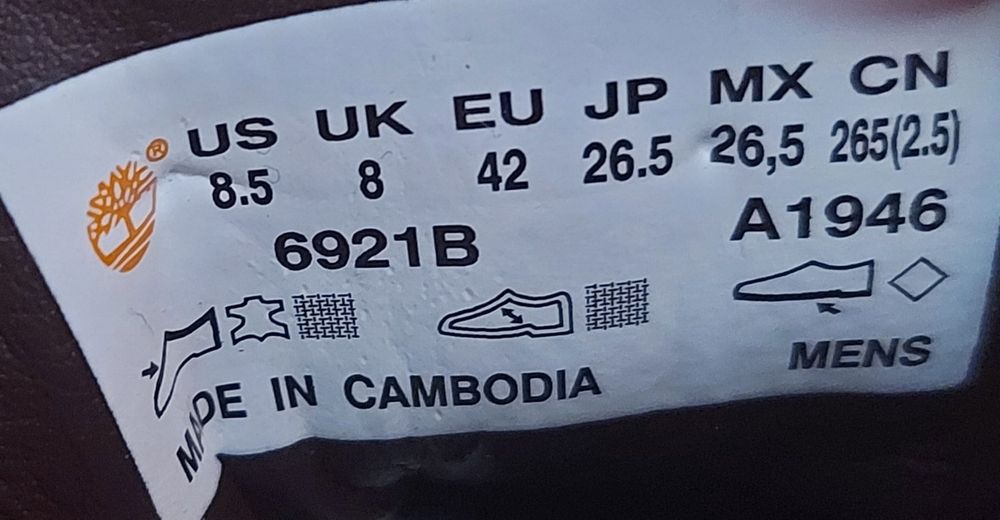 US UK EU JP MX CN
8.5 8 42 26.5 26,5 265(2.5)
6921B A1946
MENS
MADE IN CAMBODIA
®